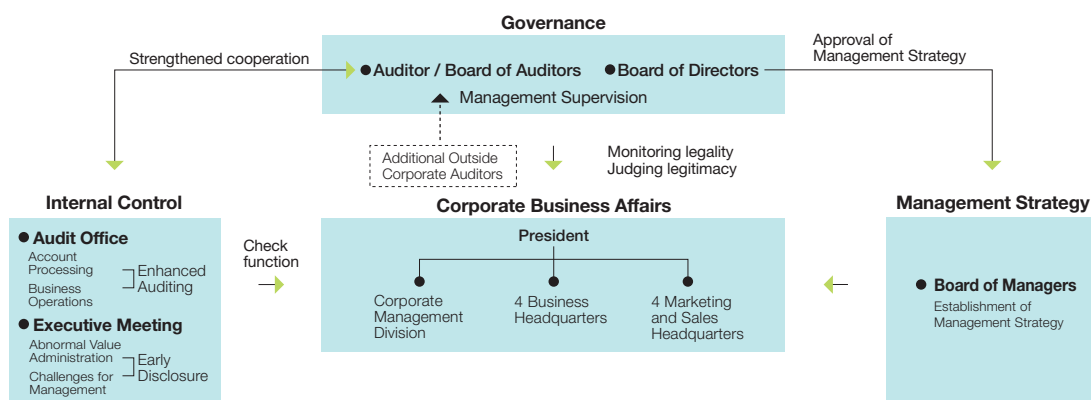 Governance
Strengthened cooperation
Auditor / Board of Auditors
Board of Directors
Management Supervision
Approval of
Management Strategy
Additional Outside
Corporate Auditors
Monitoring legality
Judging legitimacy
Internal Control
Audit Office
Account
Processing
Business
Operations
Enhanced
Auditing
Executive Meeting
Abnormal Value
Administration
Challenges for
Management
Early
Disclosure
Check
function
Corporate Business Affairs
President
Corporate
Management
Division
4 Business
Headquarters
4 Marketing
and Sales
Headquarters
Management Strategy
Board of Managers
Establishment of
Management Strategy